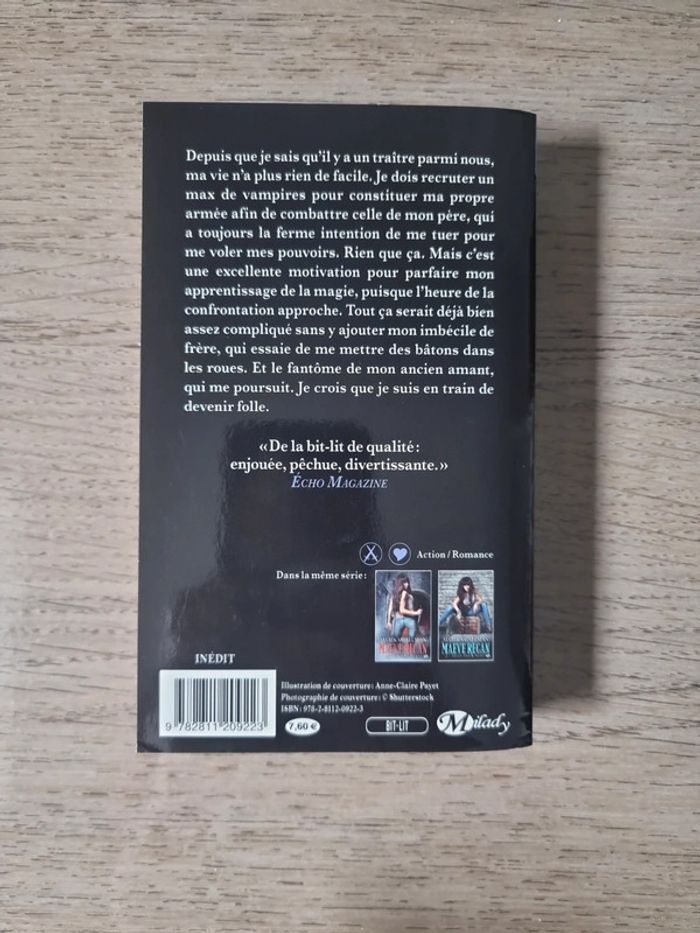 Depuis que je sais qu'il y a un traître parmi nous,
ma vie n'a plus rien de facile. Je dois recruter un
max de vampires pour constituer ma propre
armée afin de combattre celle de mon père, qui
a toujours la ferme intention de me tuer pour
me voler mes pouvoirs. Rien que ça. Mais c'est
une excellente motivation pour parfaire mon
apprentissage de la magie, puisque l'heure de la
confrontation approche. Tout ça serait déjà bien
assez compliqué sans y ajouter mon imbécile de
frère, qui essaie de me mettre des bâtons dans
les roues. Et le fantôme de mon ancien amant,
qui me poursuit. Je crois que je suis en train de
devenir folle.
« De la bit-lit de qualité :
enjouée, pêchue, divertissante. »
ÉCHO MAGAZINE
Action / Romance
Dans la même série :
MAEVE REGAN
MAEVE REGAN
INÉDIT
Illustration de couverture : Anne-Claire Payet
Photographie de couverture : © Shutterstock
ISBN : 978-2-8112-0922-3
9 782811 209223
7,60 €
BIT-LIT
Milady